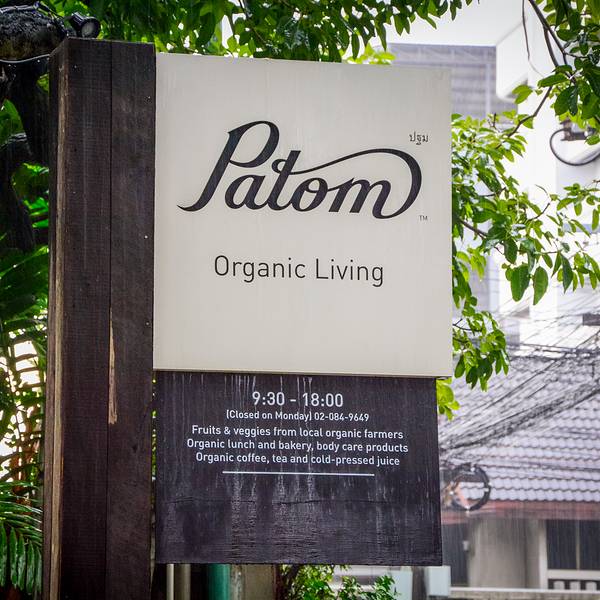 ปฐม
Patom
™
Organic Living
9:30 - 18:00
(Closed on Monday) 02-084-9649
Fruits & veggies from local organic farmers
Organic lunch and bakery, body care products
Organic coffee, tea and cold-pressed juice